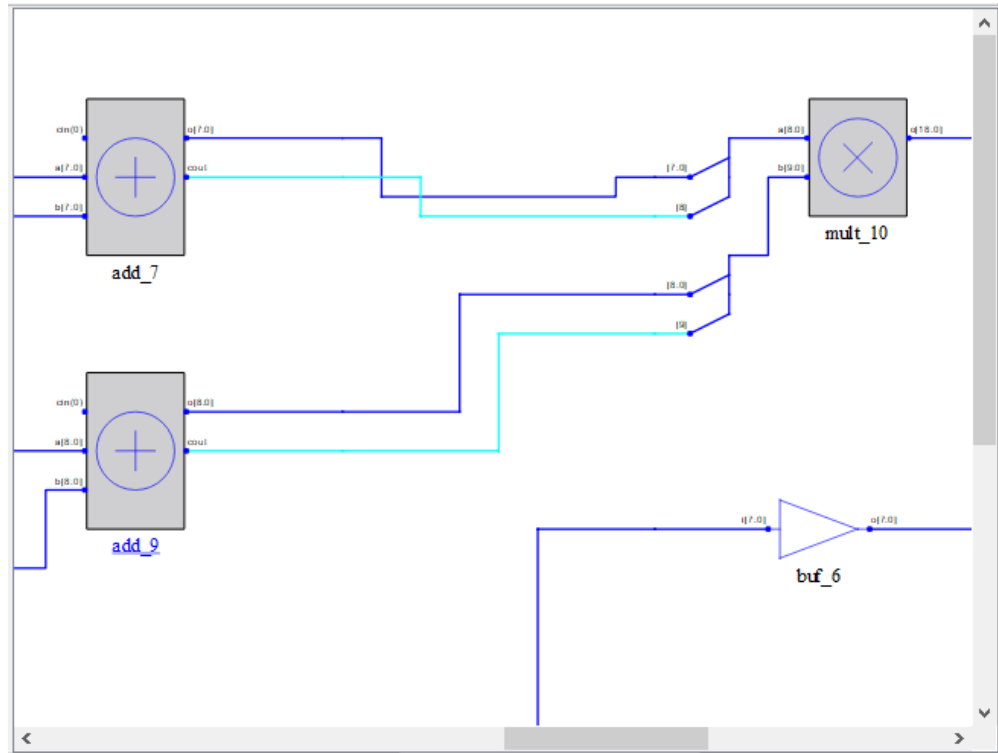 cin(0)
o[7.0]
a[7.0]
cout
b[7.0]
add_7
[7.0]
[8]
a[8.0]
o[18.0]
b[9.0]
mult_10
[8.0]
[9]
cin(0)
o[8.0]
a[8.0]
cout
b[8.0]
add_9
i[7.0]
o[7.0]
buf_6